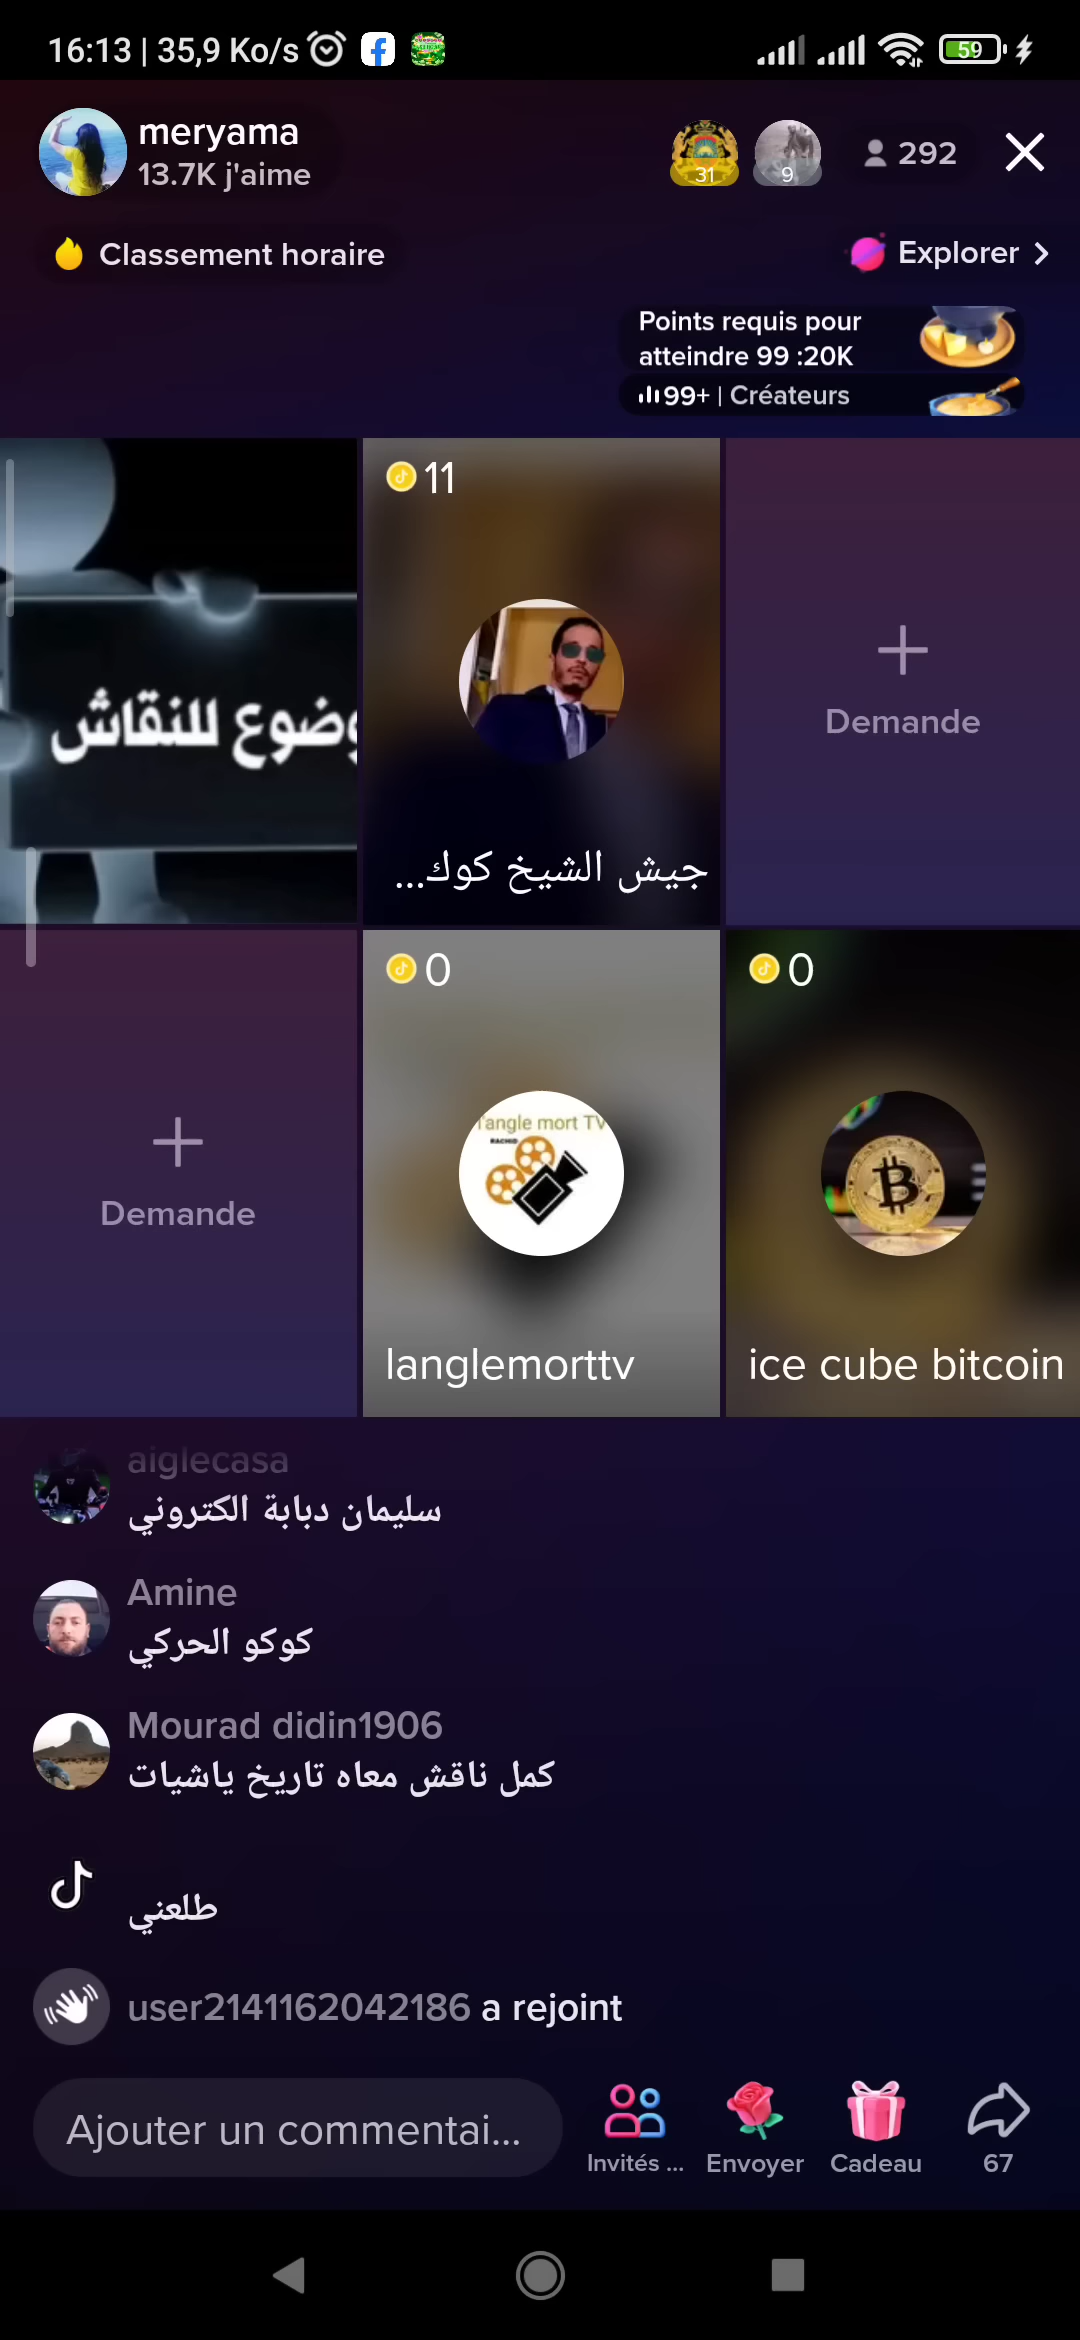 16:13 | 35,9 Ko/s
59
meryama
13.7K j'aime
31
9
292
Classement horaire
Explorer
Points requis pour
atteindre 99 :20K
99+ | Créateurs
11
وضوع للنقاش
جيش الشيخ كوك...
Demande
0
0
l'angle mort TV
RACHID
B
Demande
langlemorttv
ice cube bitcoin
aiglecasa
سليمان دبابة الكتروني
Amine
كوكو الحركي
Mourad didin1906
كمل ناقش معاه تاريخ ياشيات
طلعني
user2141162042186 a rejoint
Ajouter un commentai...
Invités ...
Envoyer
Cadeau
67